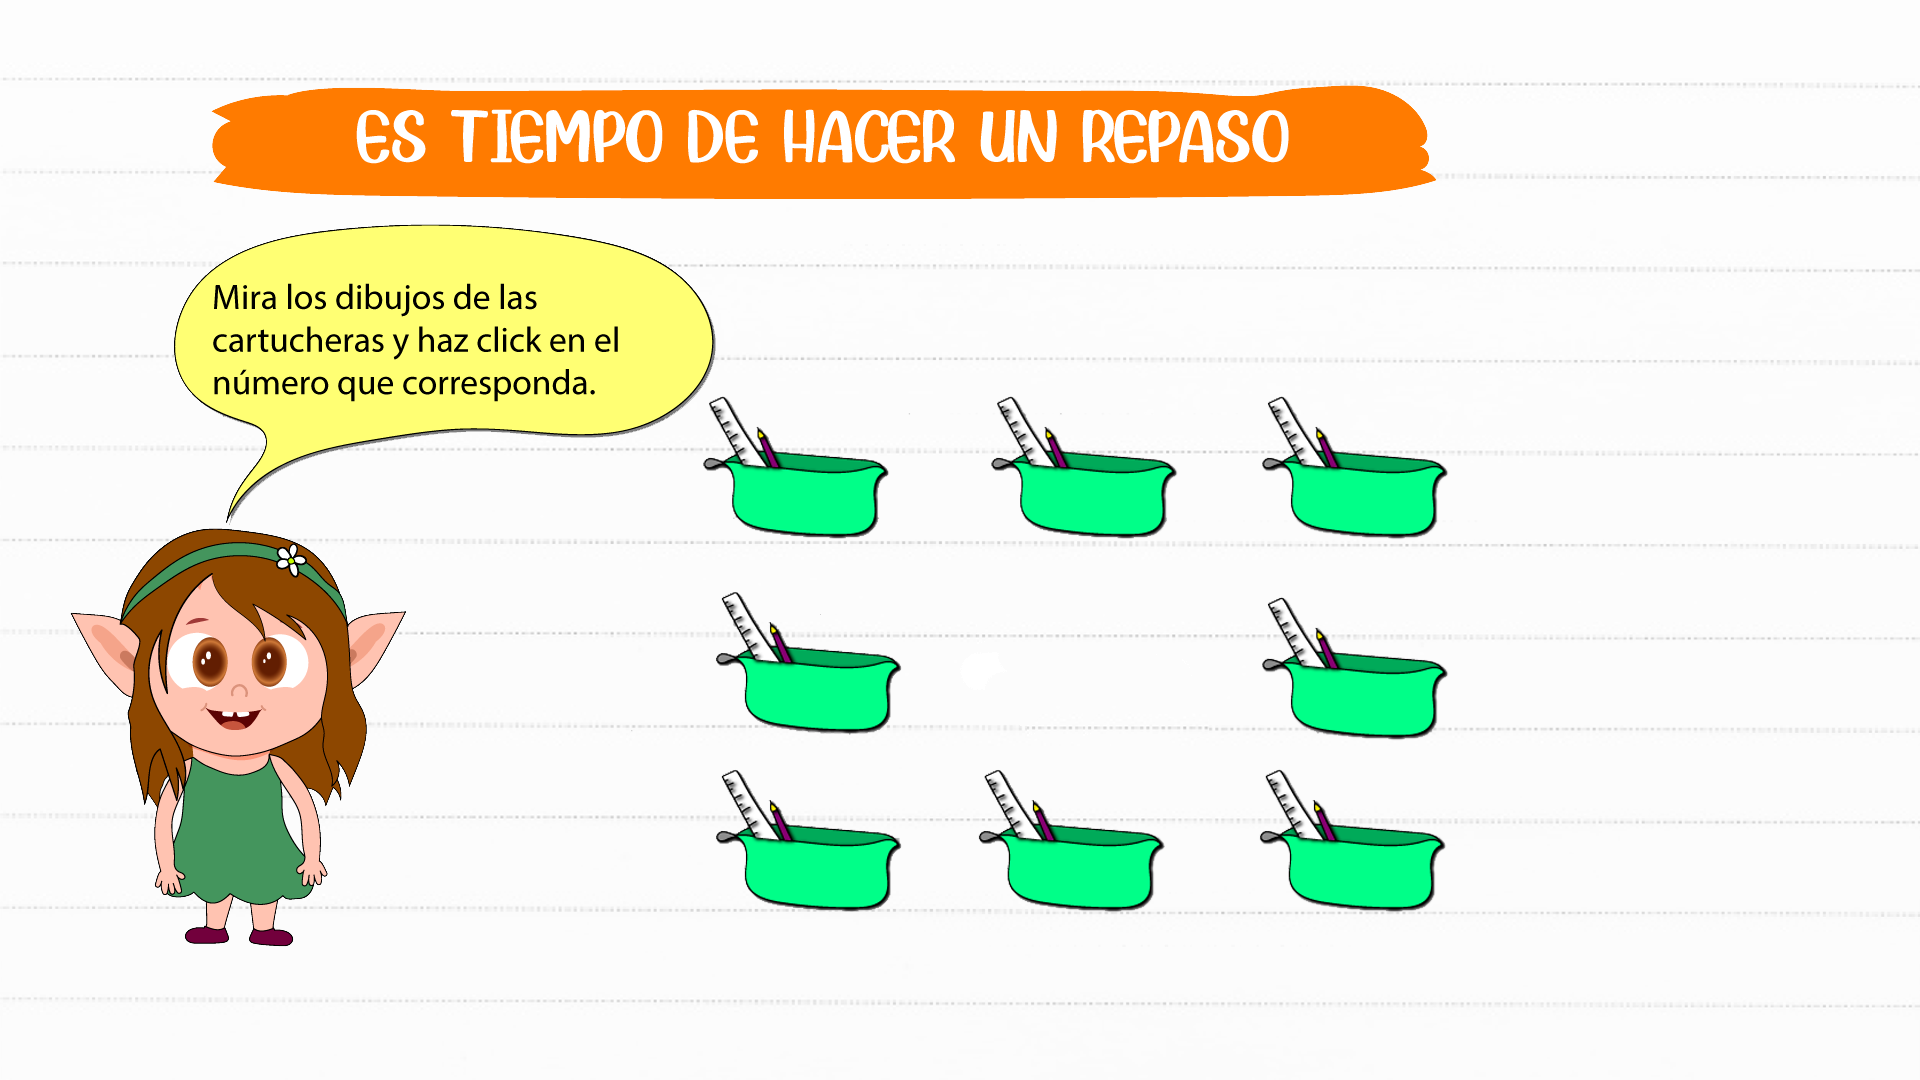 ES TIEMPO DE HACER UN REPASO
Mira los dibujos de las
cartucheras y haz click en el
número que corresponda.